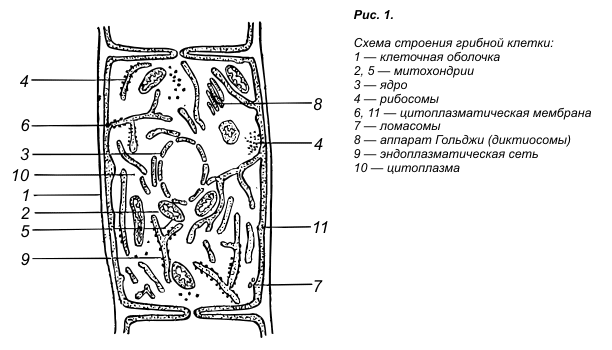 Рис. 1.
Схема строения грибной клетки:
1 — клеточная оболочка
2, 5 — митохондрии
3 — ядро
4 — рибосомы
6, 11 — цитоплазматическая мембрана
7 — ломасомы
8 — аппарат Гольджи (диктиосомы)
9 — эндоплазматическая сеть
10 — цитоплазма
4
8
6
4
3
10
1
2
11
5
9
7